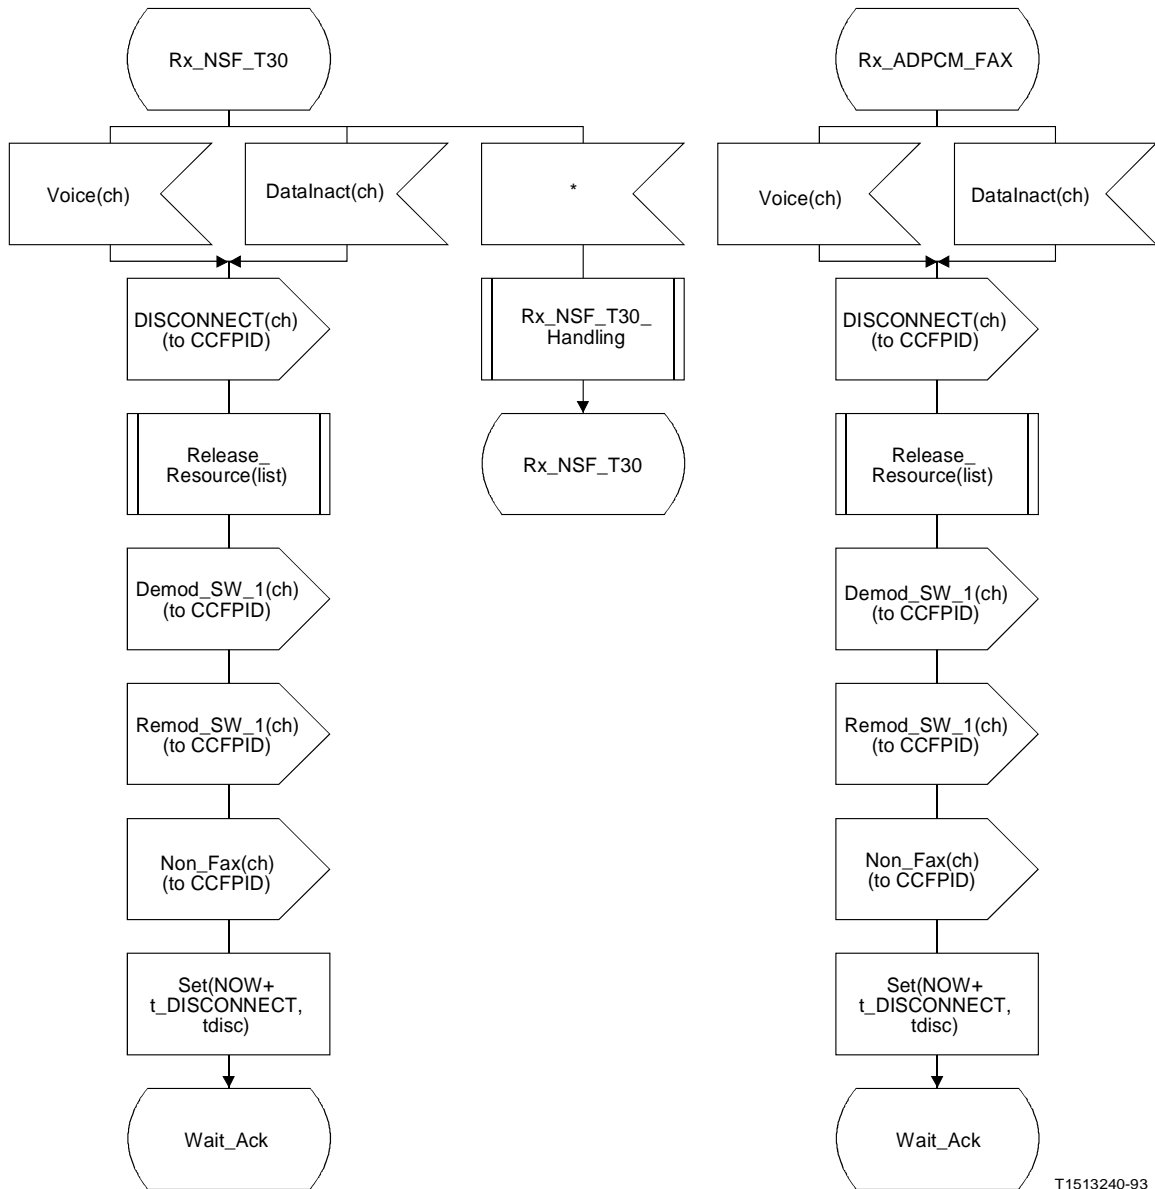 Rx_NSF_T30
Rx_ADPCM_FAX
Voice(ch)
DataInact(ch)
*
Voice(ch)
DataInact(ch)
DISCONNECT(ch)
(to CCFPID)
Rx_NSF_T30_
Handling
DISCONNECT(ch)
(to CCFPID)
Release_
Resource(list)
Rx_NSF_T30
Release_
Resource(list)
Demod_SW_1(ch)
(to CCFPID)
Demod_SW_1(ch)
(to CCFPID)
Remod_SW_1(ch)
(to CCFPID)
Remod_SW_1(ch)
(to CCFPID)
Non_Fax(ch)
(to CCFPID)
Non_Fax(ch)
(to CCFPID)
Set(NOW+
t_DISCONNECT,
tdisc)
Set(NOW+
t_DISCONNECT,
tdisc)
Wait_Ack
Wait_Ack
T1513240-93